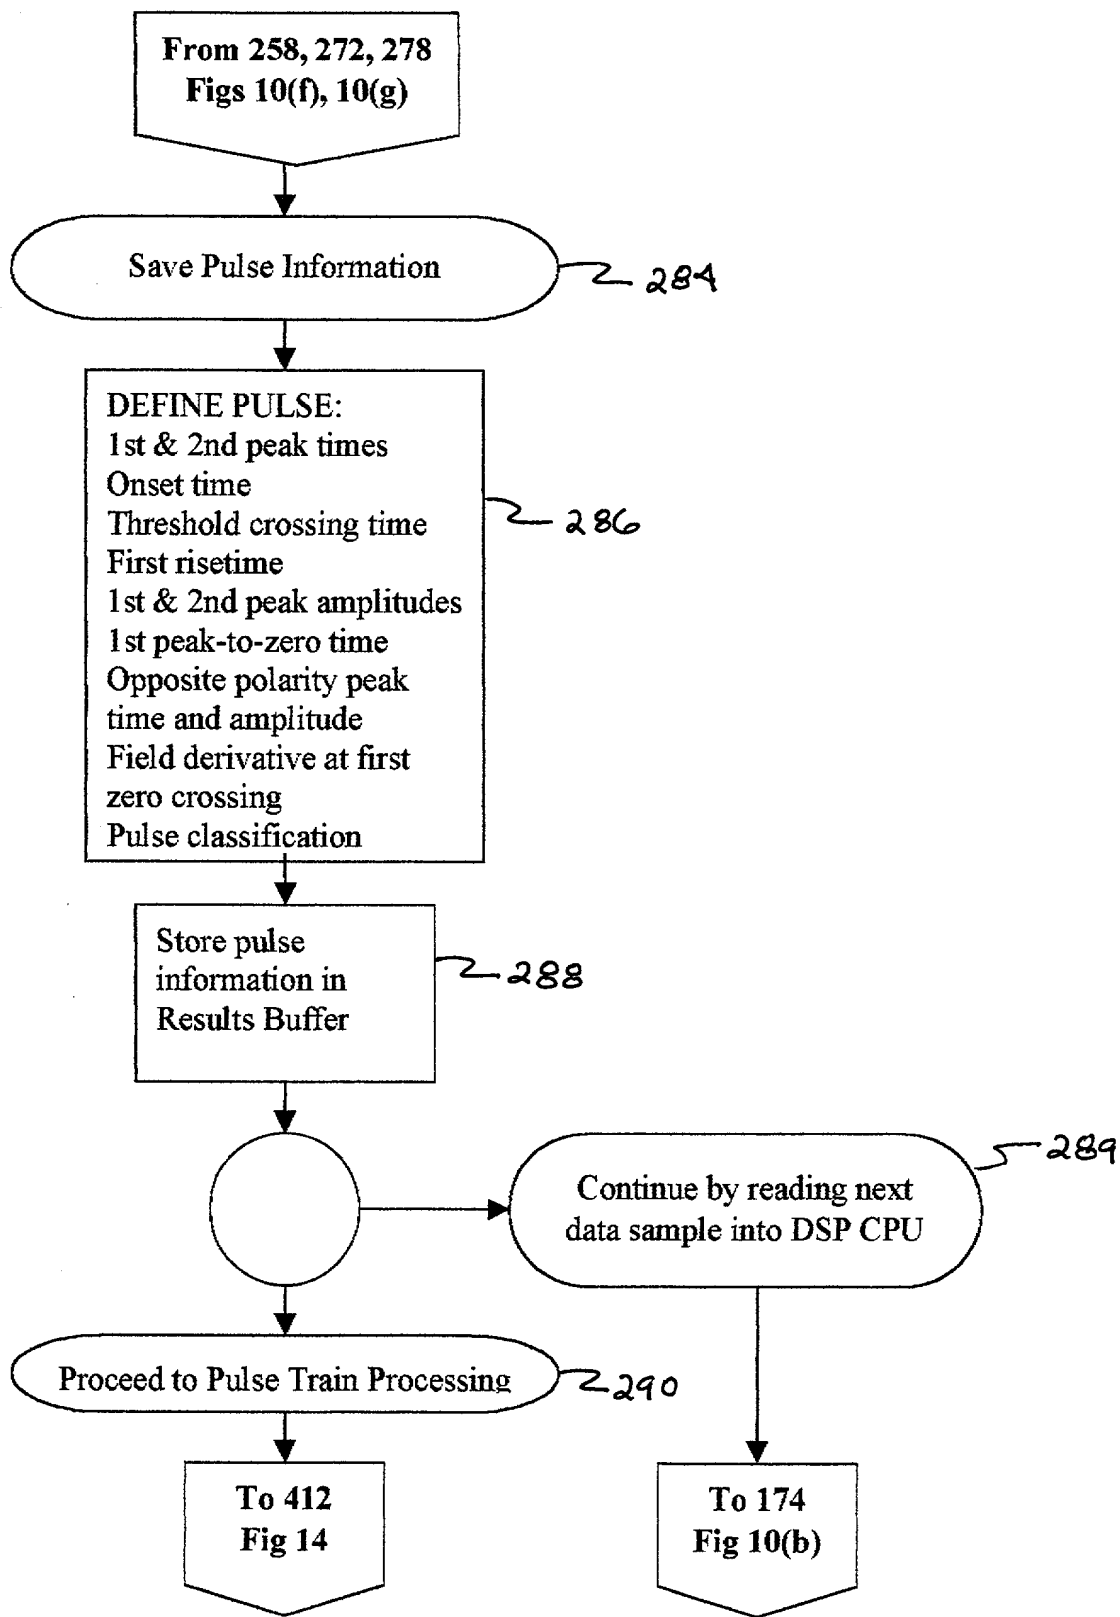 From 258, 272, 278
Figs 10(f), 10(g)
Save Pulse Information
284
DEFINE PULSE:
1st & 2nd peak times
Onset time
Threshold crossing time
First risetime
1st & 2nd peak amplitudes
1st peak-to-zero time
Opposite polarity peak
time and amplitude
Field derivative at first
zero crossing
Pulse classification
286
Store pulse
information in
Results Buffer
288
Continue by reading next
data sample into DSP CPU
289
Proceed to Pulse Train Processing
290
To 412
Fig 14
To 174
Fig 10(b)